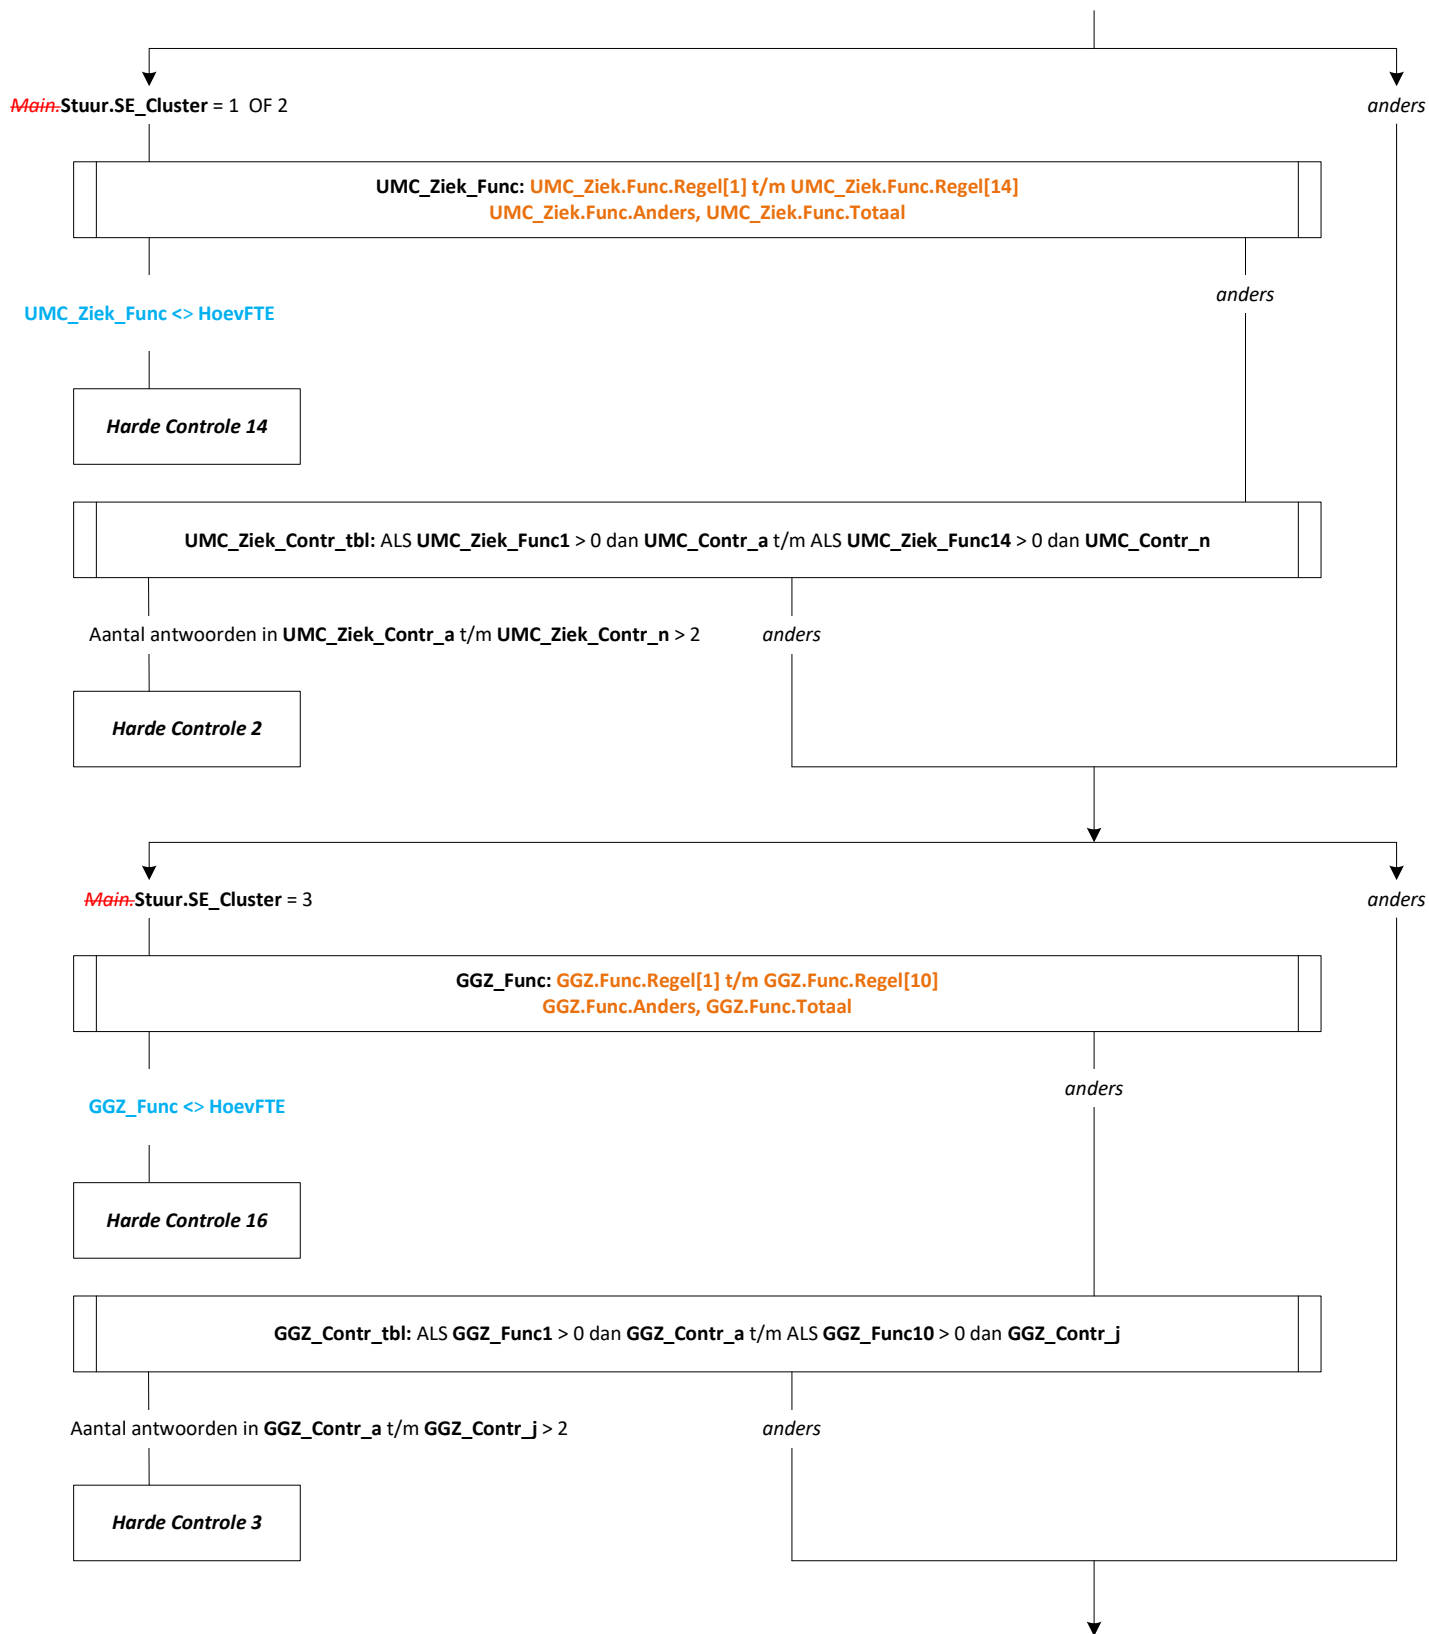 Main.Stuur.SE_Cluster = 1 OF 2
anders
UMC_Ziek_Func: UMC_Ziek.Func.Regel[1] t/m UMC_Ziek.Func.Regel[14]
UMC_Ziek.Func.Anders, UMC_Ziek.Func.Totaal
anders
UMC_Ziek_Func <> HoevFTE
Harde Controle 14
UMC_Ziek_Contr_tbl: ALS UMC_Ziek_Func1 > 0 dan UMC_Contr_a t/m ALS UMC_Ziek_Func14 > 0 dan UMC_Contr_n
Aantal antwoorden in UMC_Ziek_Contr_a t/m UMC_Ziek_Contr_n > 2
anders
Harde Controle 2
Main.Stuur.SE_Cluster = 3
anders
GGZ_Func: GGZ.Func.Regel[1] t/m GGZ.Func.Regel[10]
GGZ.Func.Anders, GGZ.Func.Totaal
anders
GGZ_Func <> HoevFTE
Harde Controle 16
GGZ_Contr_tbl: ALS GGZ_Func1 > 0 dan GGZ_Contr_a t/m ALS GGZ_Func10 > 0 dan GGZ_Contr_j
Aantal antwoorden in GGZ_Contr_a t/m GGZ_Contr_j > 2
anders
Harde Controle 3